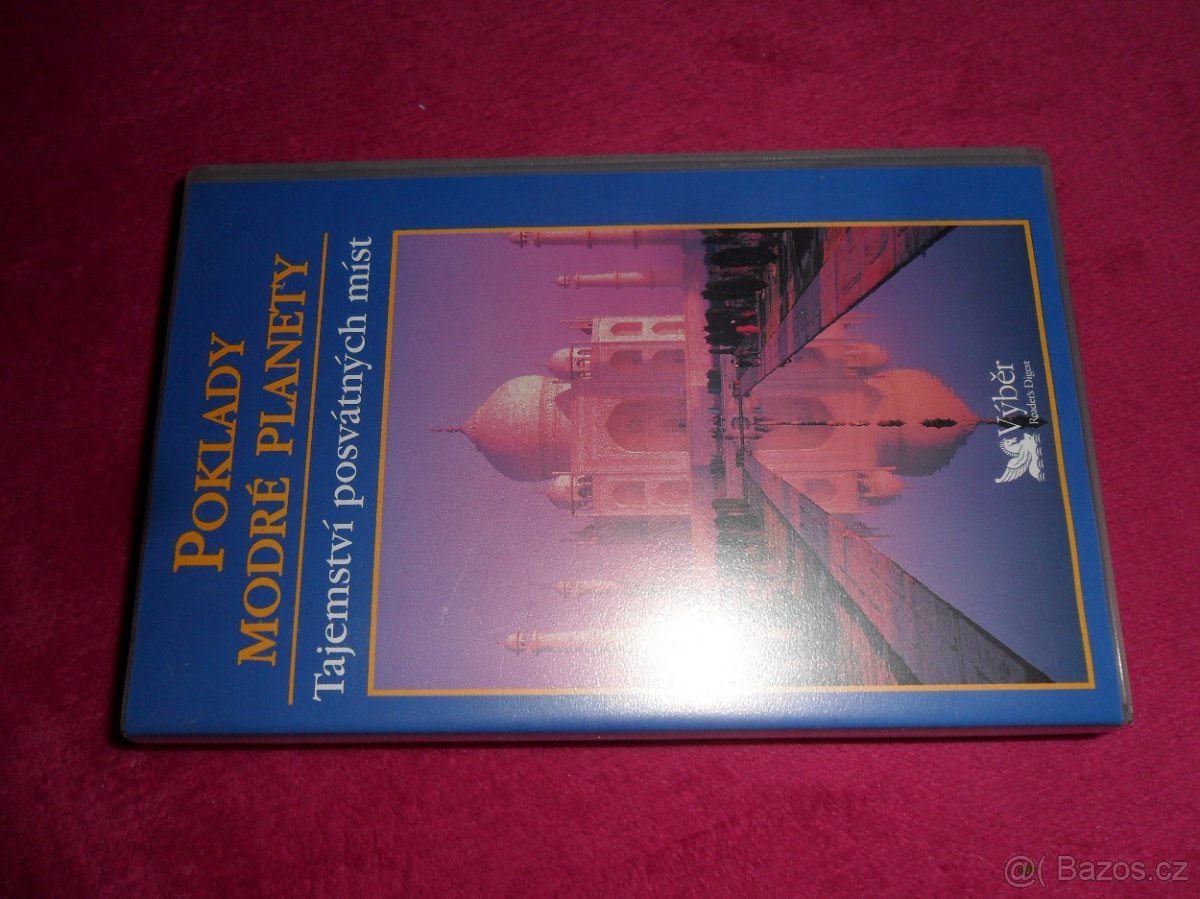 POKLADY
MODRÉ PLANETY
Tajemství posvátných míst
Výběr
Reader's Digest
@( Bazos.cz